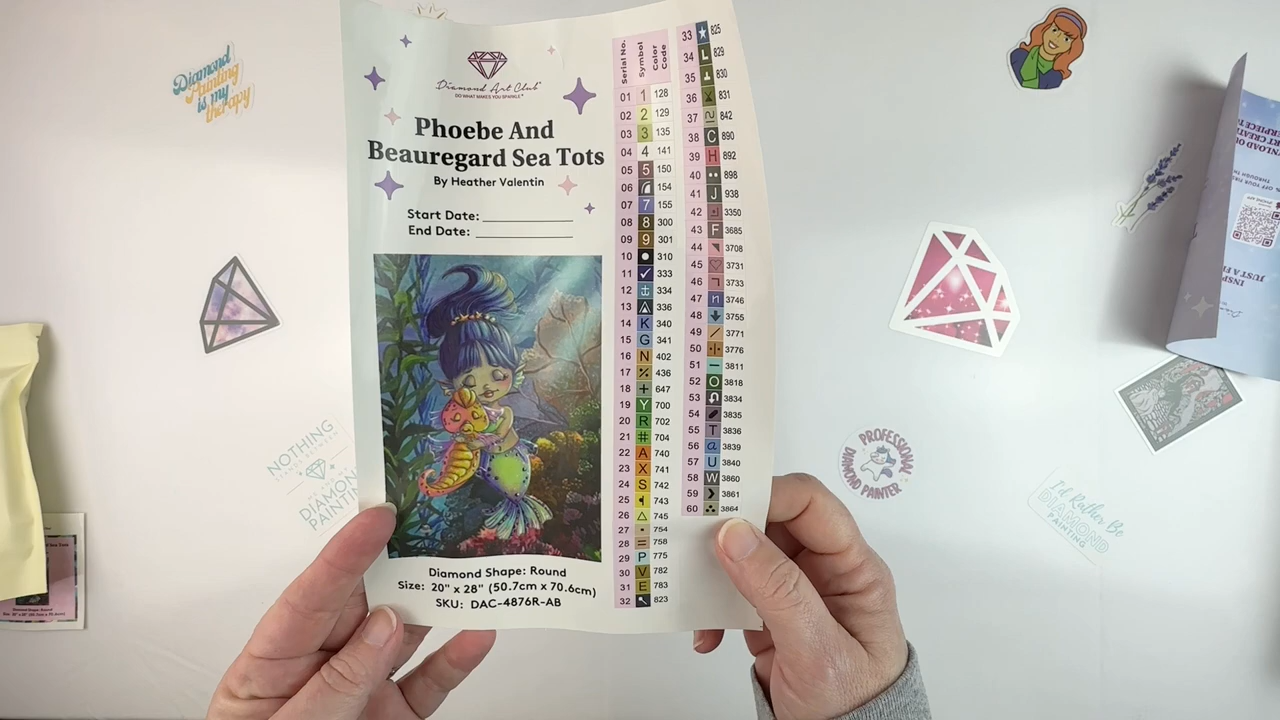 Diamond
Painting
is my
therapy
Diamond Art Club
DO WHAT MAKES YOU SPARKLE
Phoebe And
Beauregard Sea Tots
By Heather Valentin
Start Date:
End Date:
Diamond Shape: Round
Size: 20" x 28" (50.7cm x 70.6cm)
SKU: DAC-4876R-AB
Serial No. Symbol Color Code
01 1 128
02 2 129
03 3 135
04 4 141
05 5 150
06 154
07 7 155
08 8 300
09 9 301
10 310
11 333
12 334
13 336
14 K 340
15 G 341
16 N 402
17 436
18 + 647
19 Y 700
20 R 702
21 # 704
22 A 740
23 X 741
24 S 742
25 743
26 745
27 754
28 = 758
29 P 775
30 V 782
31 E 783
32 823
33 825
34 L 829
35 830
36 831
37 842
38 C 890
39 H 892
40 898
41 J 938
42 3350
43 F 3685
44 3708
45 3731
46 3733
47 n 3746
48 3755
49 3771
50 3776
51 3811
52 O 3818
53 3834
54 3835
55 T 3836
56 a 3839
57 U 3840
58 W 3860
59 3861
60 3864
NOTHING
DIAMOND
PAINTING
PROFESSIONAL
DIAMOND PAINTER
I'd Rather Be
DIAMOND
PAINTING